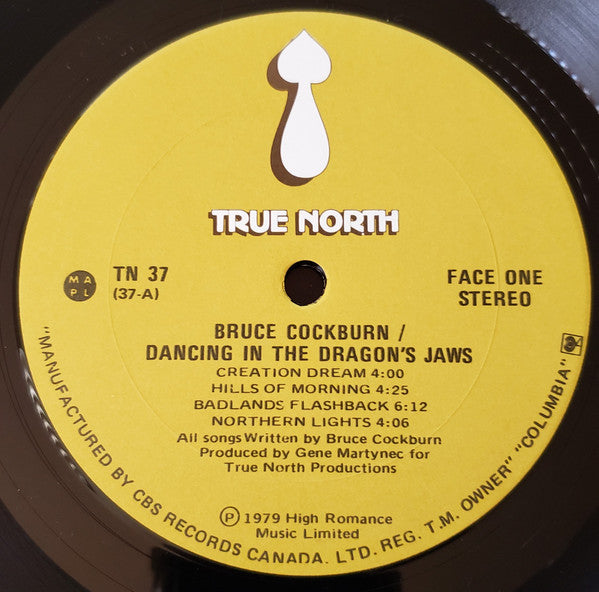 TRUE NORTH
M A
P L
TN 37
(37-A)
FACE ONE
STEREO
BRUCE COCKBURN /
DANCING IN THE DRAGON'S JAWS
CREATION DREAM 4:00
HILLS OF MORNING 4:25
BADLANDS FLASHBACK 6:12
NORTHERN LIGHTS 4:06
All songs Written by Bruce Cockburn
Produced by Gene Martynec for
True North Productions
Ⓟ 1979 High Romance
Music Limited
"MANUFACTURED BY CBS RECORDS CANADA. LTD. REG. T.M. OWNER" "COLUMBIA"